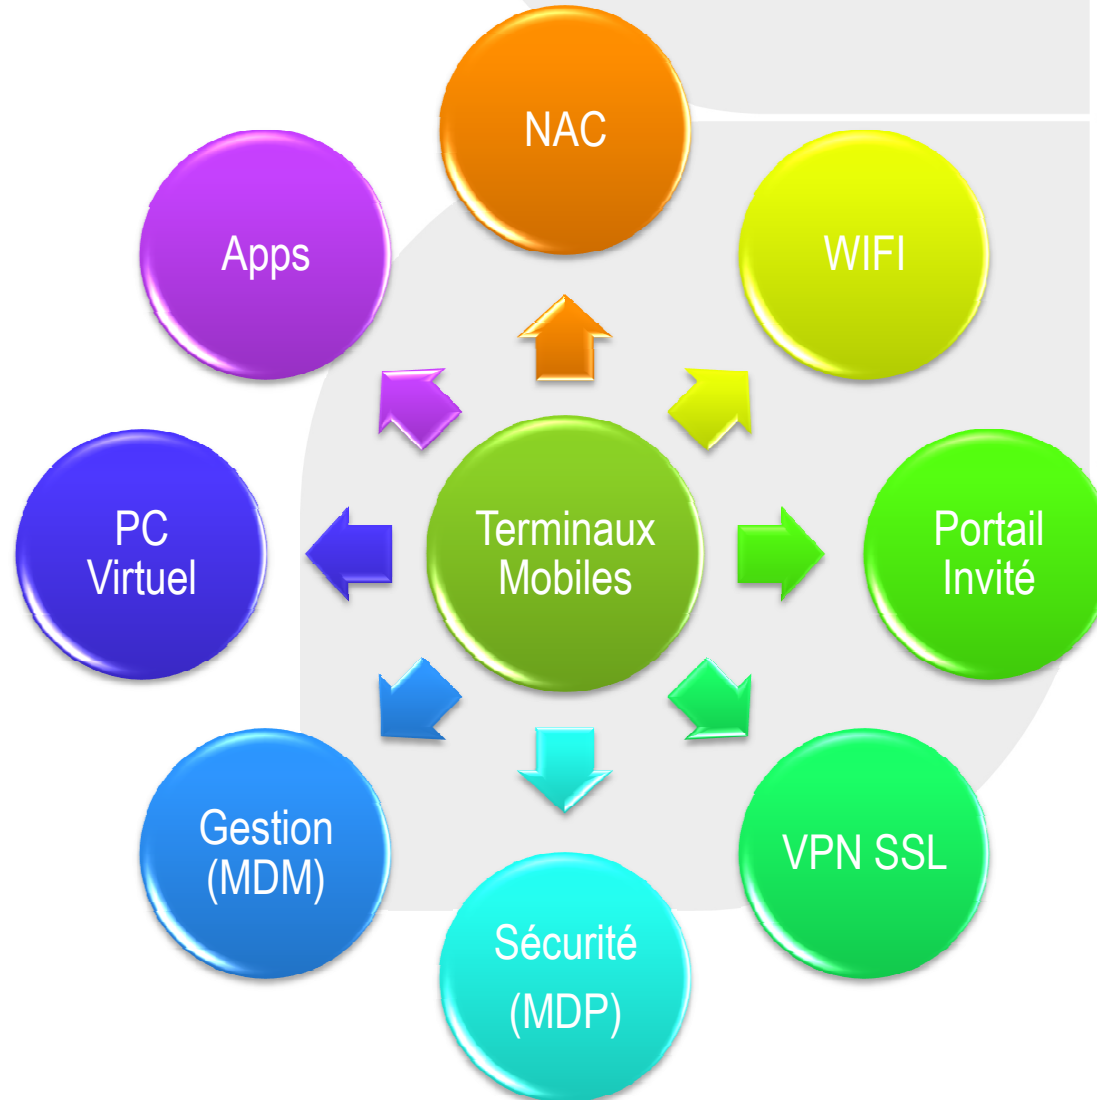 NAC
Apps
WIFI
PC
Virtuel
Terminaux
Mobiles
Portail
Invité
Gestion
(MDM)
VPN SSL
Sécurité
(MDP)